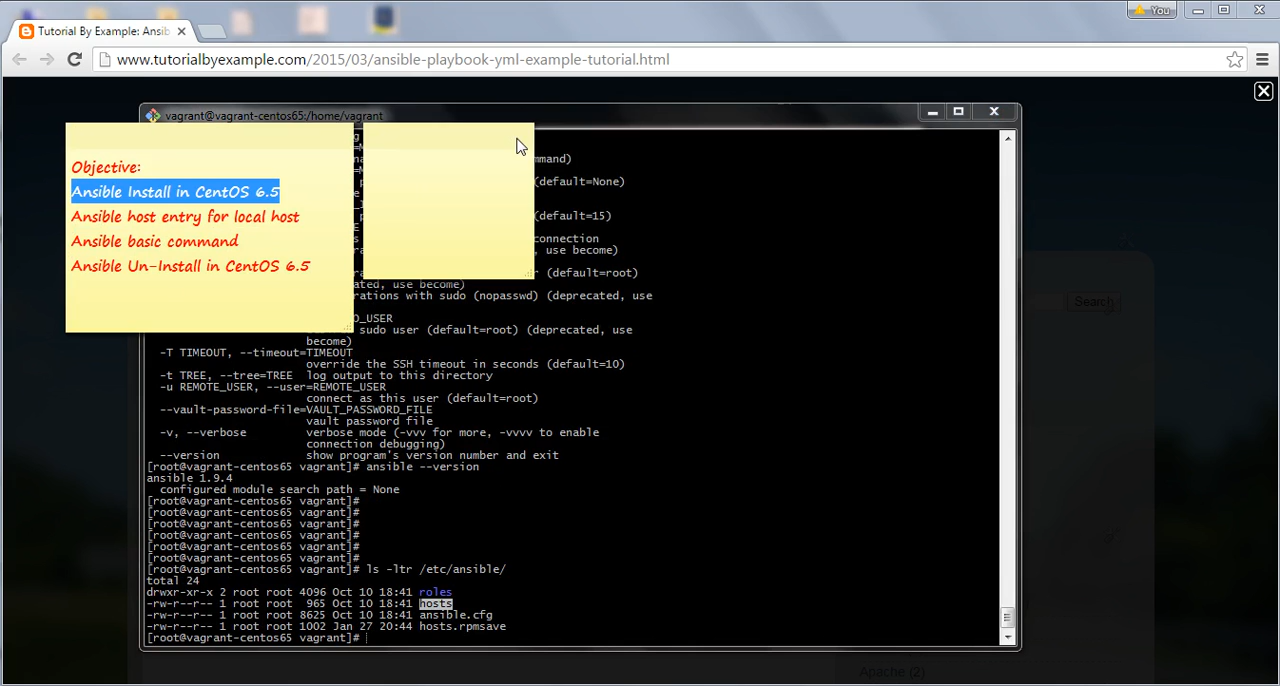 You
Tutorial By Example: Ansib
www.tutorialbyexample.com/2015/03/ansible-playbook-yml-example-tutorial.html
vagrant@vagrant-centos65:/home/vagrant
Objective:
Ansible Install in CentOS 6.5
Ansible host entry for local host
Ansible basic command
Ansible Un-Install in CentOS 6.5
(default=None)
(default=15)
onnection
, use become)
(default=root)
ated, use become)
rations with sudo (nopasswd) (deprecated, use
O_USER
sudo user (default=root) (deprecated, use
become)
-T TIMEOUT, --timeout=TIMEOUT
override the SSH timeout in seconds (default=10)
-t TREE, --tree=TREE log output to this directory
-u REMOTE_USER, --user=REMOTE_USER
connect as this user (default=root)
--vault-password-file=VAULT_PASSWORD_FILE
vault password file
-v, --verbose verbose mode (-vvv for more, -vvvv to enable
connection debugging)
--version show program's version number and exit
[root@vagrant-centos65 vagrant]# ansible --version
ansible 1.9.4
configured module search path = None
[root@vagrant-centos65 vagrant]#
[root@vagrant-centos65 vagrant]#
[root@vagrant-centos65 vagrant]#
[root@vagrant-centos65 vagrant]#
[root@vagrant-centos65 vagrant]#
[root@vagrant-centos65 vagrant]#
[root@vagrant-centos65 vagrant]# ls -ltr /etc/ansible/
total 24
drwxr-xr-x 2 root root 4096 Oct 10 18:41 roles
-rw-r--r-- 1 root root 965 Oct 10 18:41 hosts
-rw-r--r-- 1 root root 8625 Oct 10 18:41 ansible.cfg
-rw-r--r-- 1 root root 1002 Jan 27 20:44 hosts.rpmsave
[root@vagrant-centos65 vagrant]#
Search
Apache (2)